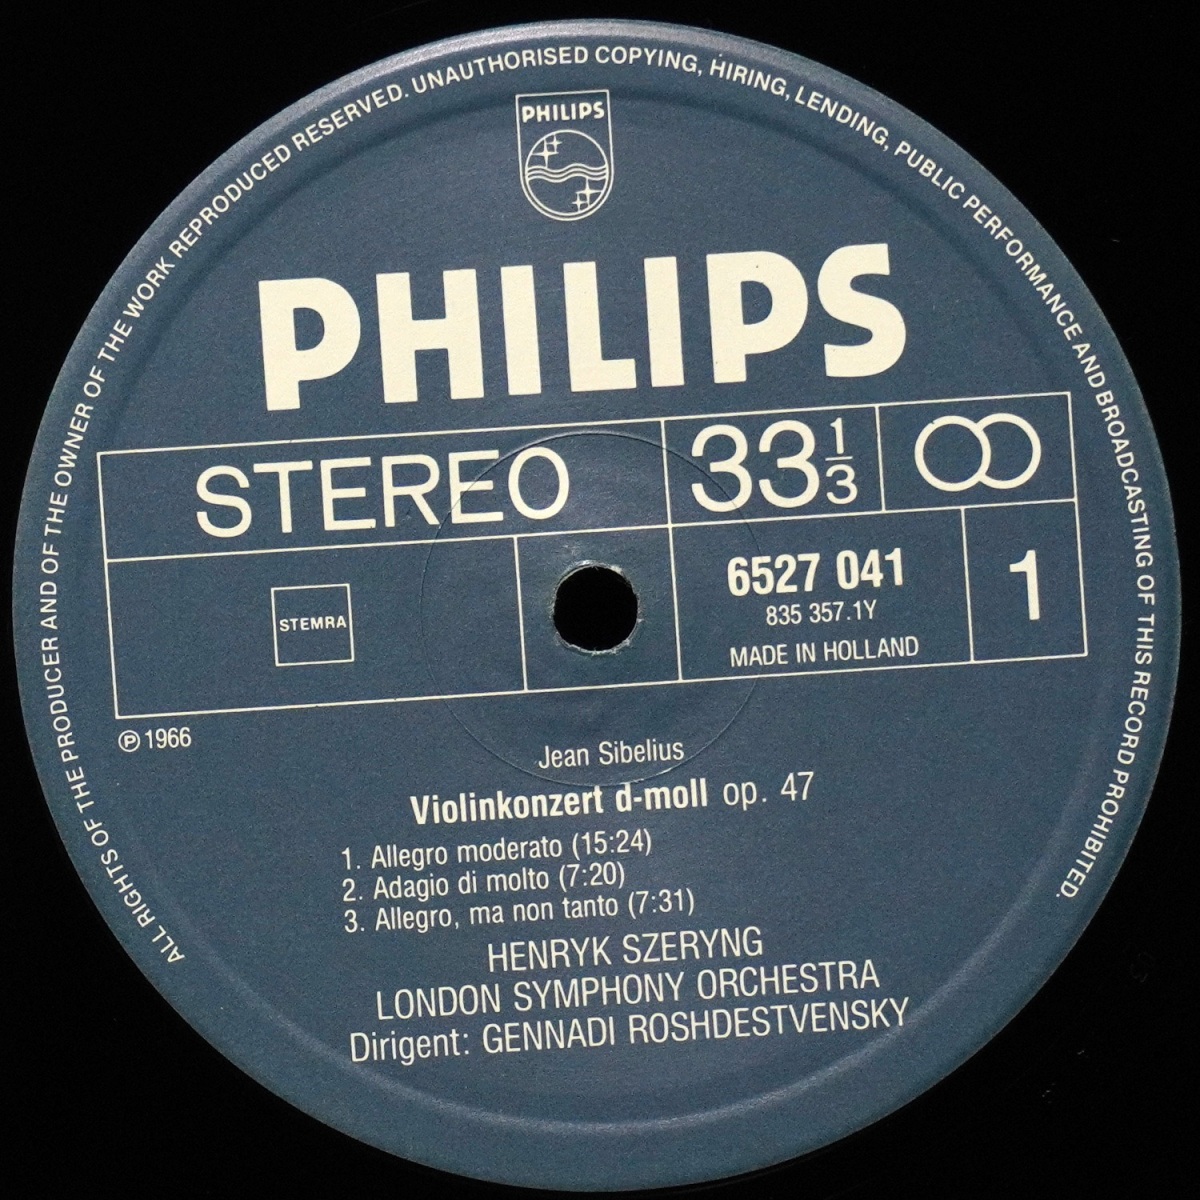 ALL RIGHTS OF THE PRODUCER AND OF THE OWNER OF THE WORK REPRODUCED RESERVED. UNAUTHORISED COPYING, HIRING, LENDING, PUBLIC PERFORMANCE AND BROADCASTING OF THIS RECORD PROHIBITED.
PHILIPS
PHILIPS
STEREO
33 1/3
STEMRA
6527 041
835 357.1Y
MADE IN HOLLAND
1
℗ 1966
Jean Sibelius
Violinkonzert d-moll op. 47
1. Allegro moderato (15:24)
2. Adagio di molto (7:20)
3. Allegro, ma non tanto (7:31)
HENRYK SZERYNG
LONDON SYMPHONY ORCHESTRA
Dirigent: GENNADI ROSHDESTVENSKY